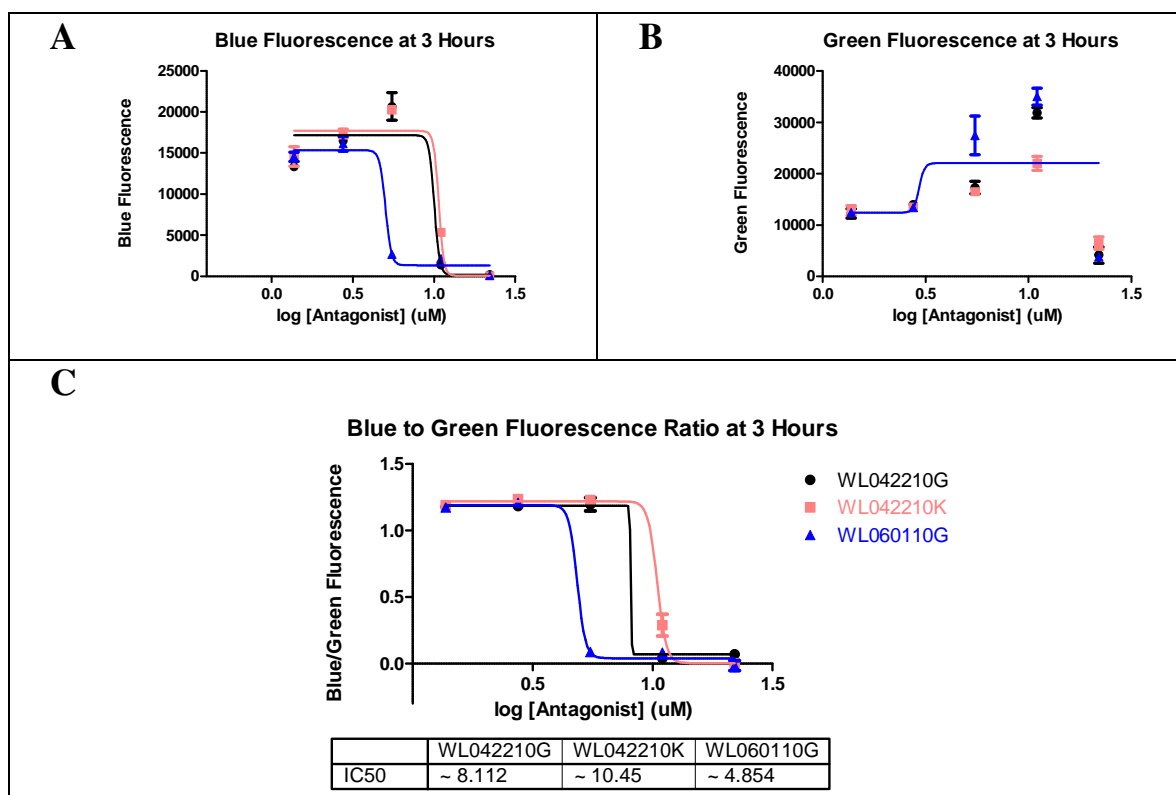 A
Blue Fluorescence at 3 Hours
Blue Fluorescence
25000
20000
15000
10000
5000
0
0.0 0.5 1.0 1.5
log [Antagonist] (uM)
B
Green Fluorescence at 3 Hours
Green Fluorescence
40000
30000
20000
10000
0
0.0 0.5 1.0 1.5
log [Antagonist] (uM)
C
Blue to Green Fluorescence Ratio at 3 Hours
Blue/Green Fluorescence
1.5
1.0
0.5
0.0
0.5 1.0 1.5
log [Antagonist] (uM)
WL042210G
WL042210K
WL060110G
WL042210G WL042210K WL060110G
IC50 ~ 8.112 ~ 10.45 ~ 4.854